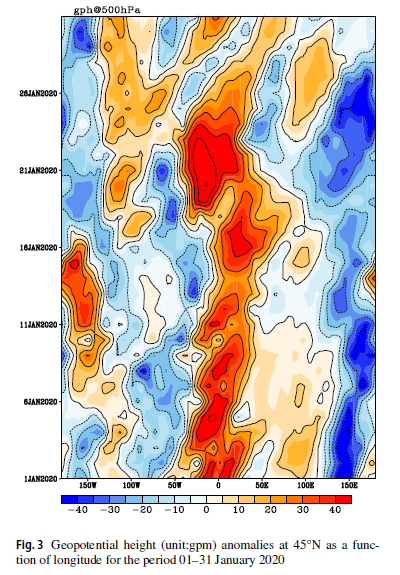 gph@500hPa
26JAN2020
21JAN2020
16JAN2020
11JAN2020
6JAN2020
1JAN2020
150W 100W 50W 0 50E 100E 150E
−40 −30 −20 −10 0 10 20 30 40
Fig. 3 Geopotential height (unit:gpm) anomalies at 45°N as a func-
tion of longitude for the period 01–31 January 2020